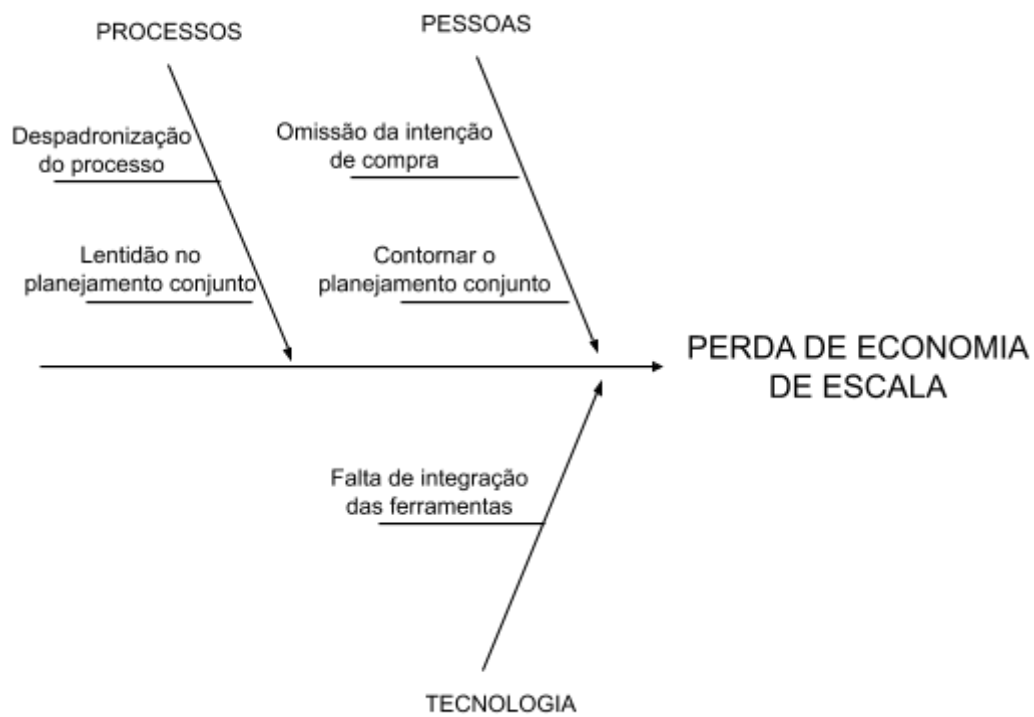 PROCESSOS
PESSOAS
Despadronização
do processo
Omissão da intenção
de compra
Lentidão no
planejamento conjunto
Contornar o
planejamento conjunto
PERDA DE ECONOMIA
DE ESCALA
Falta de integração
das ferramentas
TECNOLOGIA